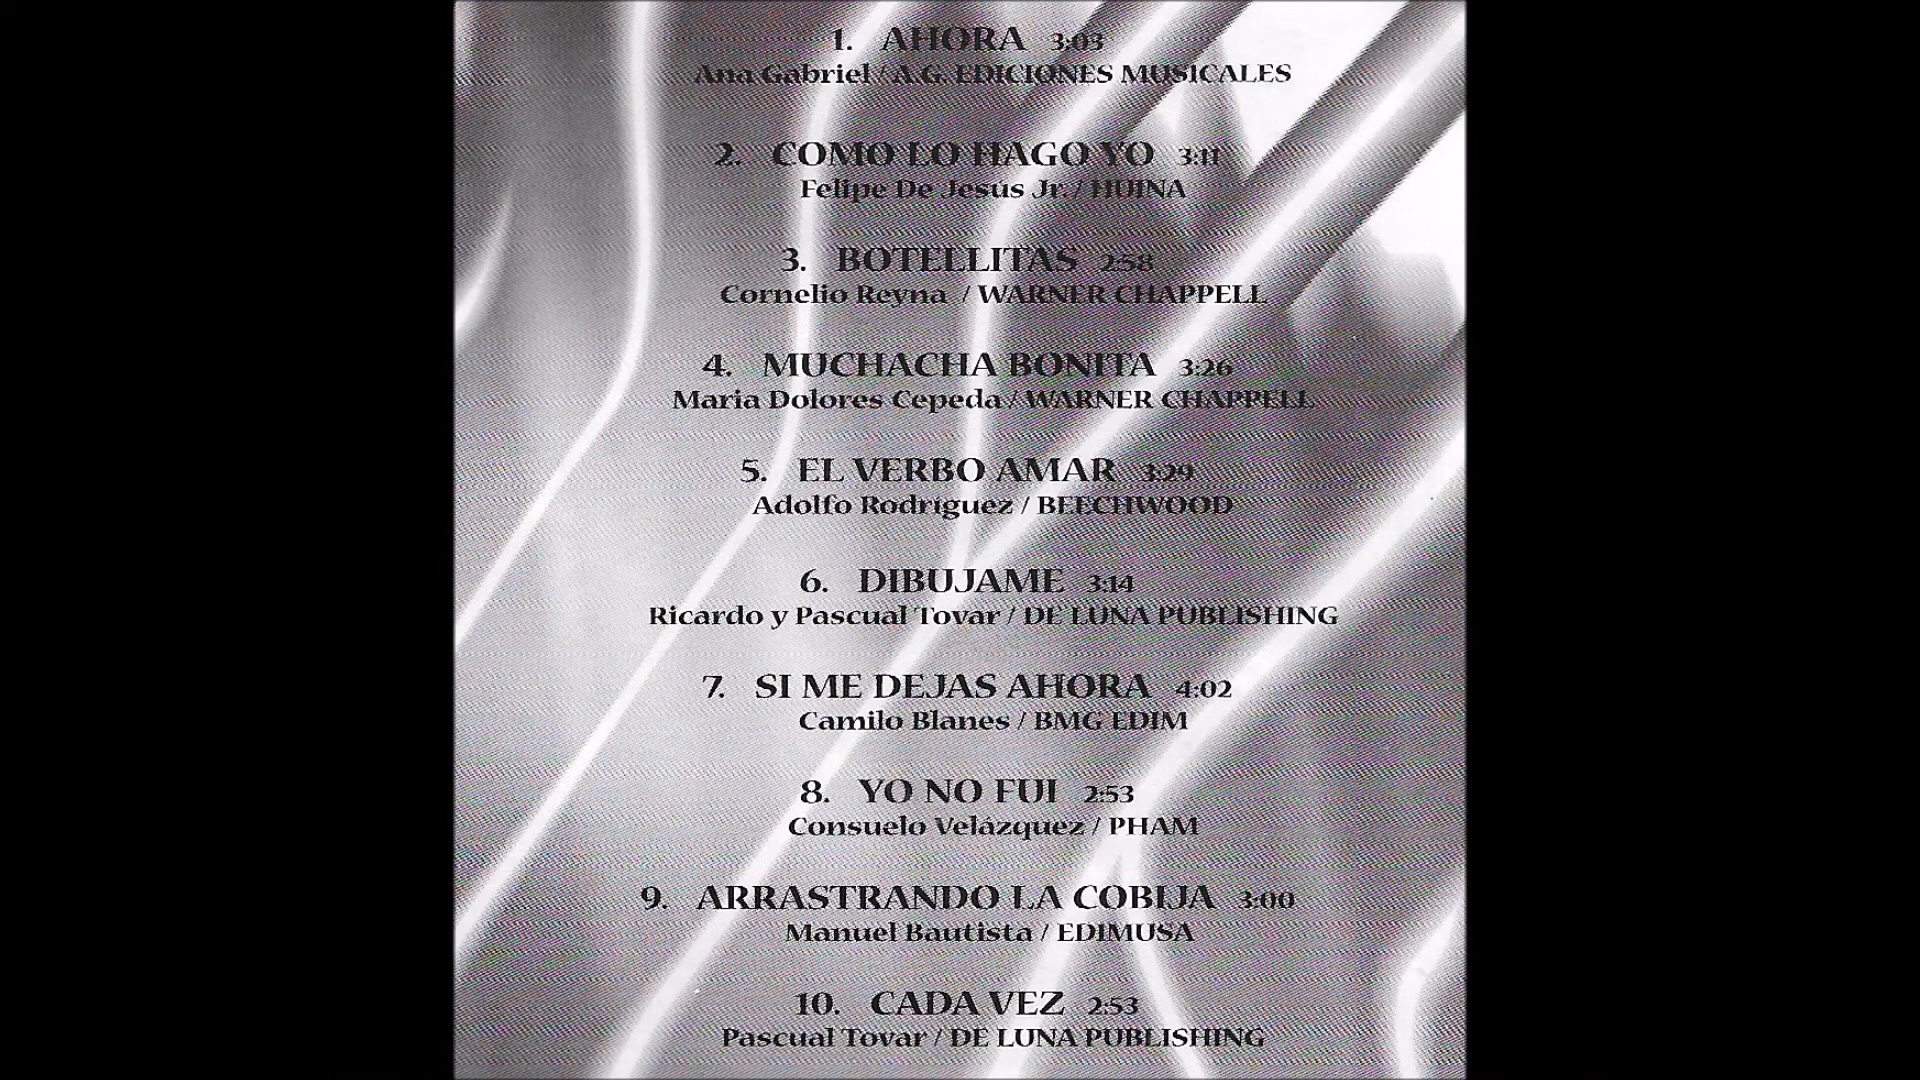 1. AHORA 3:03
Ana Gabriel / A.G. EDICIONES MUSICALES
2. COMO LO HAGO YO 3:11
Felipe De Jesús Jr. / HUINA
3. BOTELLITAS 2:58
Cornelio Reyna / WARNER CHAPPELL
4. MUCHACHA BONITA 3:26
Maria Dolores Cepeda / WARNER CHAPPELL
5. EL VERBO AMAR 3:29
Adolfo Rodríguez / BEECHWOOD
6. DIBUJAME 3:14
Ricardo y Pascual Tovar / DE LUNA PUBLISHING
7. SI ME DEJAS AHORA 4:02
Camilo Blanes / BMG EDIM
8. YO NO FUI 2:53
Consuelo Velázquez / PHAM
9. ARRASTRANDO LA COBIJA 3:00
Manuel Bautista / EDIMUSA
10. CADA VEZ 2:53
Pascual Tovar / DE LUNA PUBLISHING